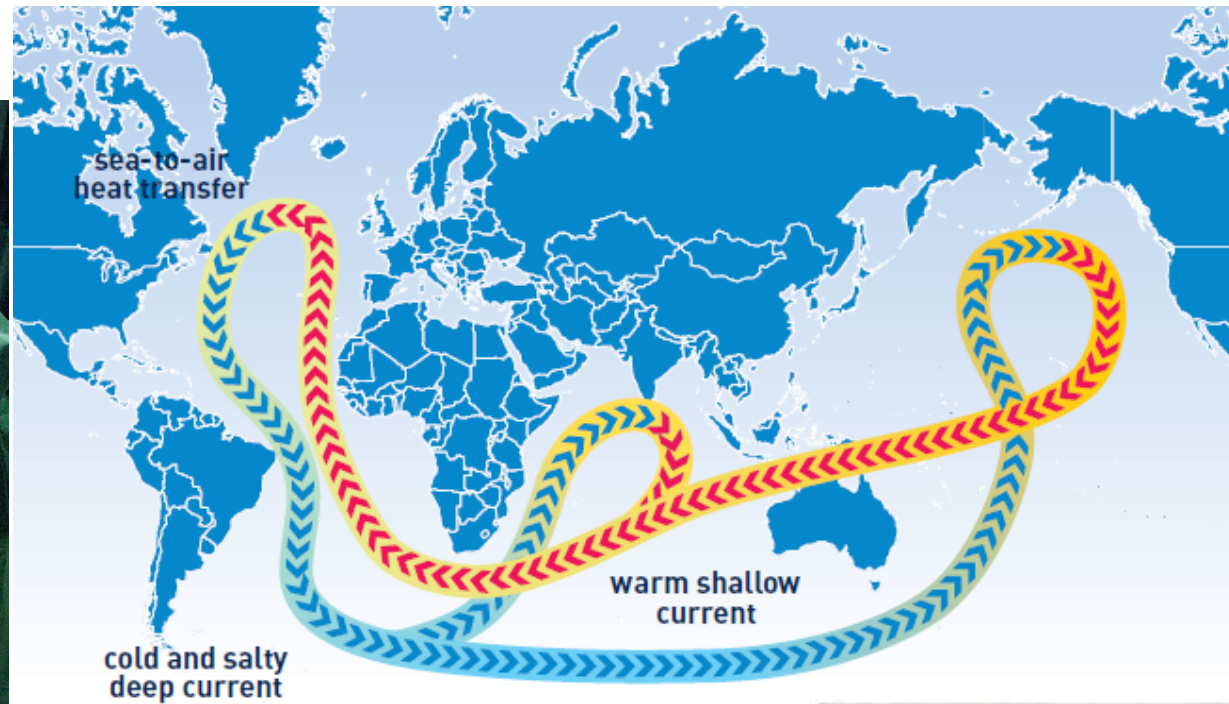 sea-to-air
heat transfer
warm shallow
current
cold and salty
deep current